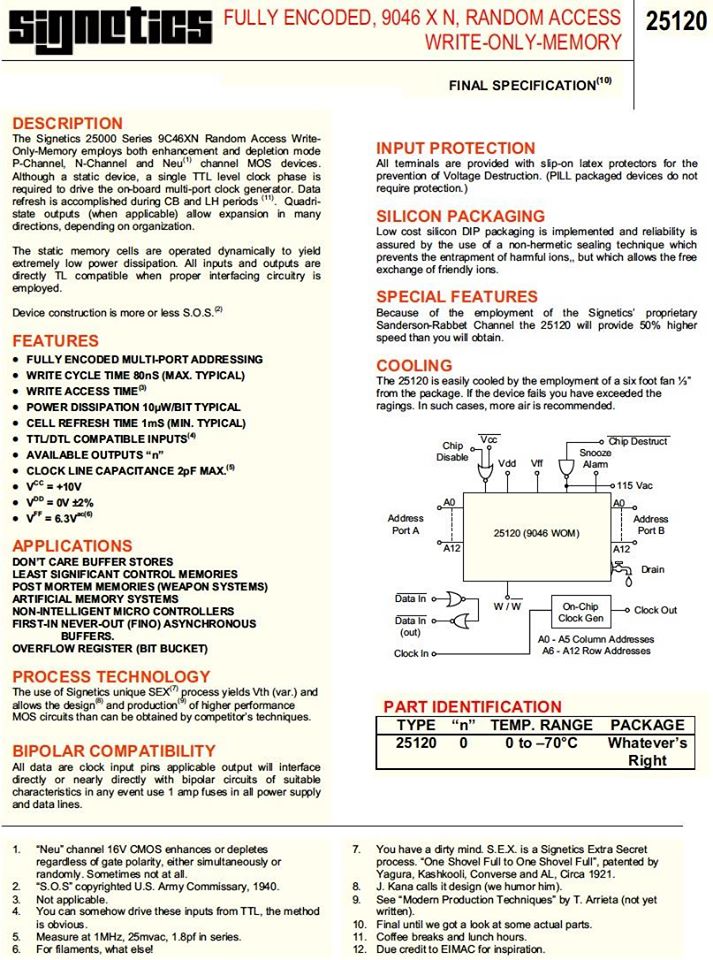 signetics
FULLY ENCODED, 9046 X N, RANDOM ACCESS
WRITE-ONLY-MEMORY
25120
FINAL SPECIFICATION(10)
DESCRIPTION
The Signetics 25000 Series 9C46XN Random Access Write-
Only-Memory employs both enhancement and depletion mode
P-Channel, N-Channel and Neu(1) channel MOS devices.
Although a static device, a single TTL level clock phase is
required to drive the on-board multi-port clock generator. Data
refresh is accomplished during CB and LH periods (11). Quadri-
state outputs (when applicable) allow expansion in many
directions, depending on organization.
The static memory cells are operated dynamically to yield
extremely low power dissipation. All inputs and outputs are
directly TL compatible when proper interfacing circuitry is
employed.
Device construction is more or less S.O.S.(2)
FEATURES
• FULLY ENCODED MULTI-PORT ADDRESSING
• WRITE CYCLE TIME 80nS (MAX. TYPICAL)
• WRITE ACCESS TIME(3)
• POWER DISSIPATION 10µW/BIT TYPICAL
• CELL REFRESH TIME 1mS (MIN. TYPICAL)
• TTL/DTL COMPATIBLE INPUTS(4)
• AVAILABLE OUTPUTS “n”
• CLOCK LINE CAPACITANCE 2pF MAX.(5)
• VCC = +10V
• VDD = 0V ±2%
• VFF = 6.3Vac(6)
APPLICATIONS
DON'T CARE BUFFER STORES
LEAST SIGNIFICANT CONTROL MEMORIES
POST MORTEM MEMORIES (WEAPON SYSTEMS)
ARTIFICIAL MEMORY SYSTEMS
NON-INTELLIGENT MICRO CONTROLLERS
FIRST-IN NEVER-OUT (FINO) ASYNCHRONOUS
BUFFERS.
OVERFLOW REGISTER (BIT BUCKET)
PROCESS TECHNOLOGY
The use of Signetics unique SEX(7) process yields Vth (var.) and
allows the design(8) and production(9) of higher performance
MOS circuits than can be obtained by competitor's techniques.
BIPOLAR COMPATIBILITY
All data are clock input pins applicable output will interface
directly or nearly directly with bipolar circuits of suitable
characteristics in any event use 1 amp fuses in all power supply
and data lines.
INPUT PROTECTION
All terminals are provided with slip-on latex protectors for the
prevention of Voltage Destruction. (PILL packaged devices do not
require protection.)
SILICON PACKAGING
Low cost silicon DIP packaging is implemented and reliability is
assured by the use of a non-hermetic sealing technique which
prevents the entrapment of harmful ions,, but which allows the free
exchange of friendly ions.
SPECIAL FEATURES
Because of the employment of the Signetics' proprietary
Sanderson-Rabbet Channel the 25120 will provide 50% higher
speed than you will obtain.
COOLING
The 25120 is easily cooled by the employment of a six foot fan ½”
from the package. If the device fails you have exceeded the
ragings. In such cases, more air is recommended.
Chip
Disable
Vcc
Vdd
Vff
Snooze
Alarm
Chip Destruct
115 Vac
A0
Address
Port A
A12
25120 (9046 WOM)
A0
Address
Port B
A12
Drain
Data In
Data In
(out)
W / W
On-Chip
Clock Gen
Clock Out
Clock In
A0 - A5 Column Addresses
A6 - A12 Row Addresses
PART IDENTIFICATION
TYPE “n” TEMP. RANGE PACKAGE
25120 0 0 to –70°C Whatever's
Right
1. “Neu” channel 16V CMOS enhances or depletes
regardless of gate polarity, either simultaneously or
randomly. Sometimes not at all.
2. “S.O.S” copyrighted U.S. Army Commissary, 1940.
3. Not applicable.
4. You can somehow drive these inputs from TTL, the method
is obvious.
5. Measure at 1MHz, 25mvac, 1.8pf in series.
6. For filaments, what else!
7. You have a dirty mind. S.E.X. is a Signetics Extra Secret
process. “One Shovel Full to One Shovel Full”, patented by
Yagura, Kashkooli, Converse and AL, Circa 1921.
8. J. Kana calls it design (we humor him).
9. See “Modern Production Techniques” by T. Arrieta (not yet
written).
10. Final until we got a look at some actual parts.
11. Coffee breaks and lunch hours.
12. Due credit to EIMAC for inspiration.